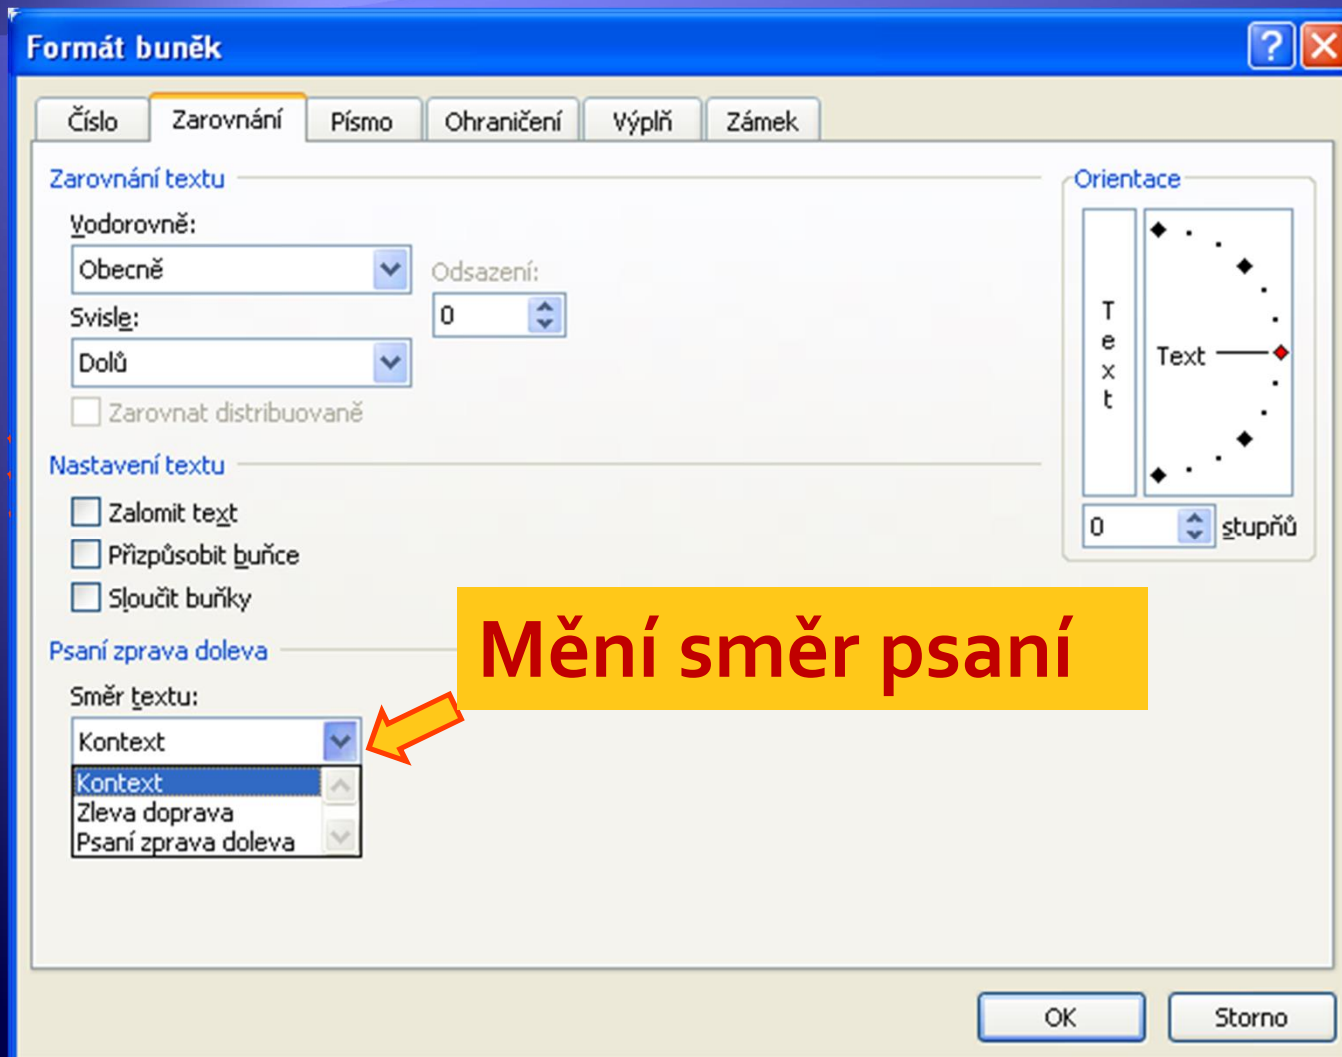 Formát buněk
Číslo Zarovnání Písmo Ohraničení Výplň Zámek
Zarovnání textu
Vodorovně:
Obecně
Odsazení:
0
Svisle:
Dolů
Zarovnat distribuovaně
Nastavení textu
Zalomit text
Přizpůsobit buňce
Sloučit buňky
Psaní zprava doleva
Směr textu:
Kontext
Kontext
Zleva doprava
Psaní zprava doleva
Mění směr psaní
Orientace
Text
Text
0 stupňů
OK Storno